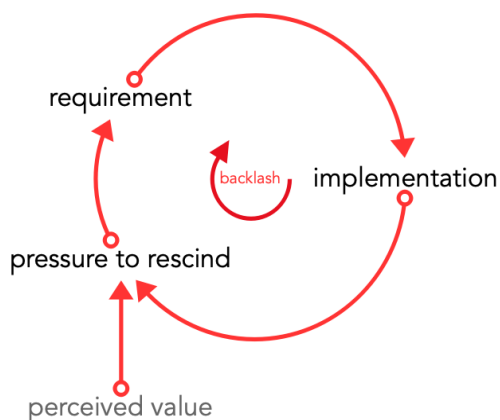 requirement
backlash
implementation
pressure to rescind
perceived value